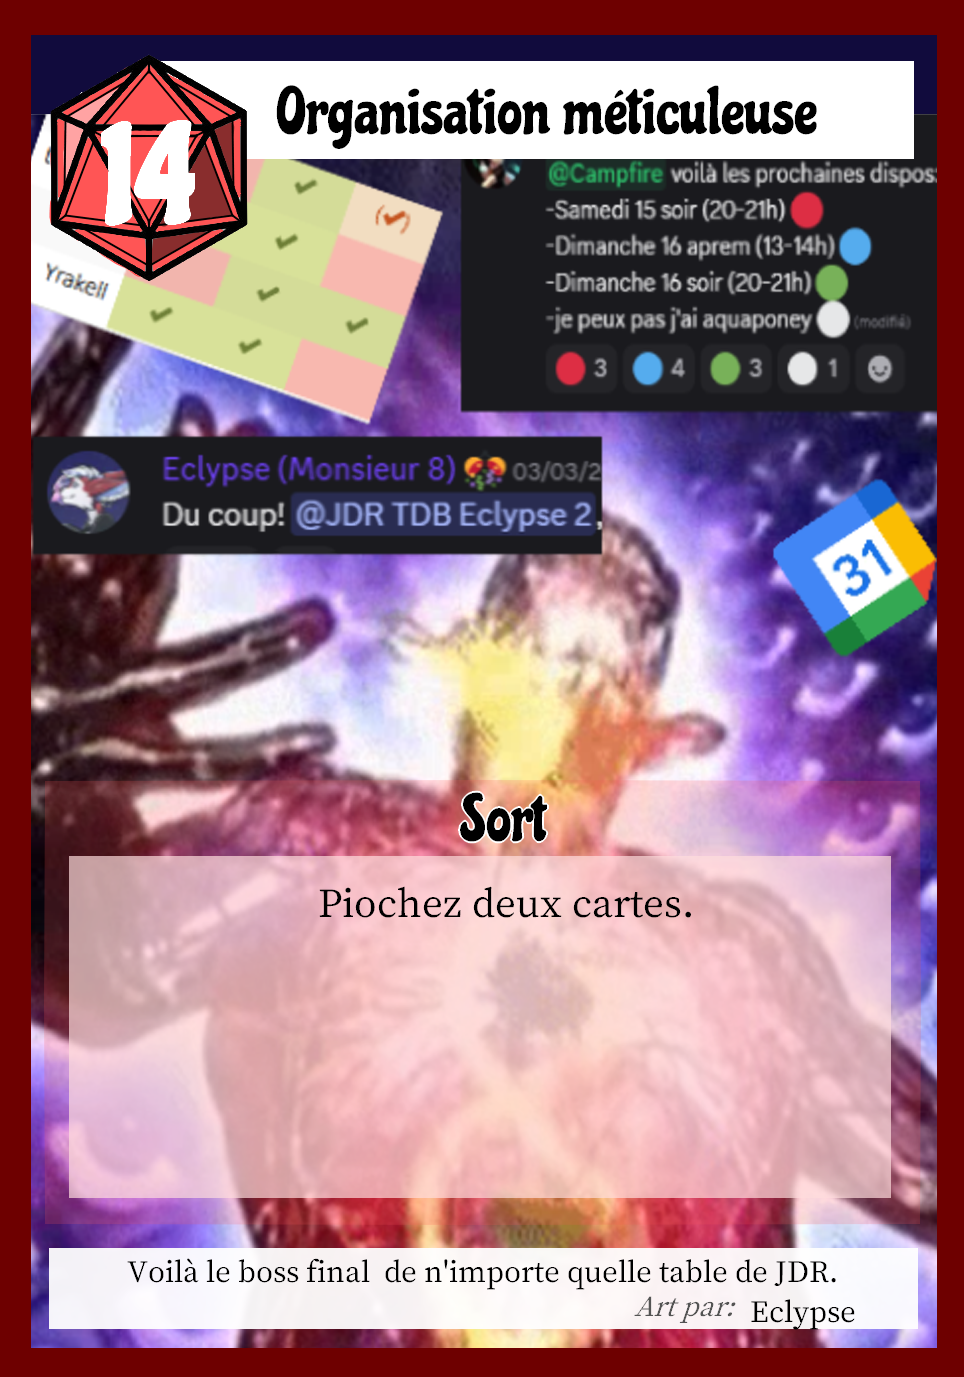 14
Organisation méticuleuse
@Campfire voilà les prochaines dispos:
-Samedi 15 soir (20-21h)
-Dimanche 16 aprem (13-14h)
-Dimanche 16 soir (20-21h)
-je peux pas j'ai aquaponey (modifié)
3 4 3 1
Yrakell
Eclypse (Monsieur 8) 03/03/2
Du coup! @JDR TDB Eclypse 2,
31
Sort
Piochez deux cartes.
Voilà le boss final de n'importe quelle table de JDR.
Art par: Eclypse